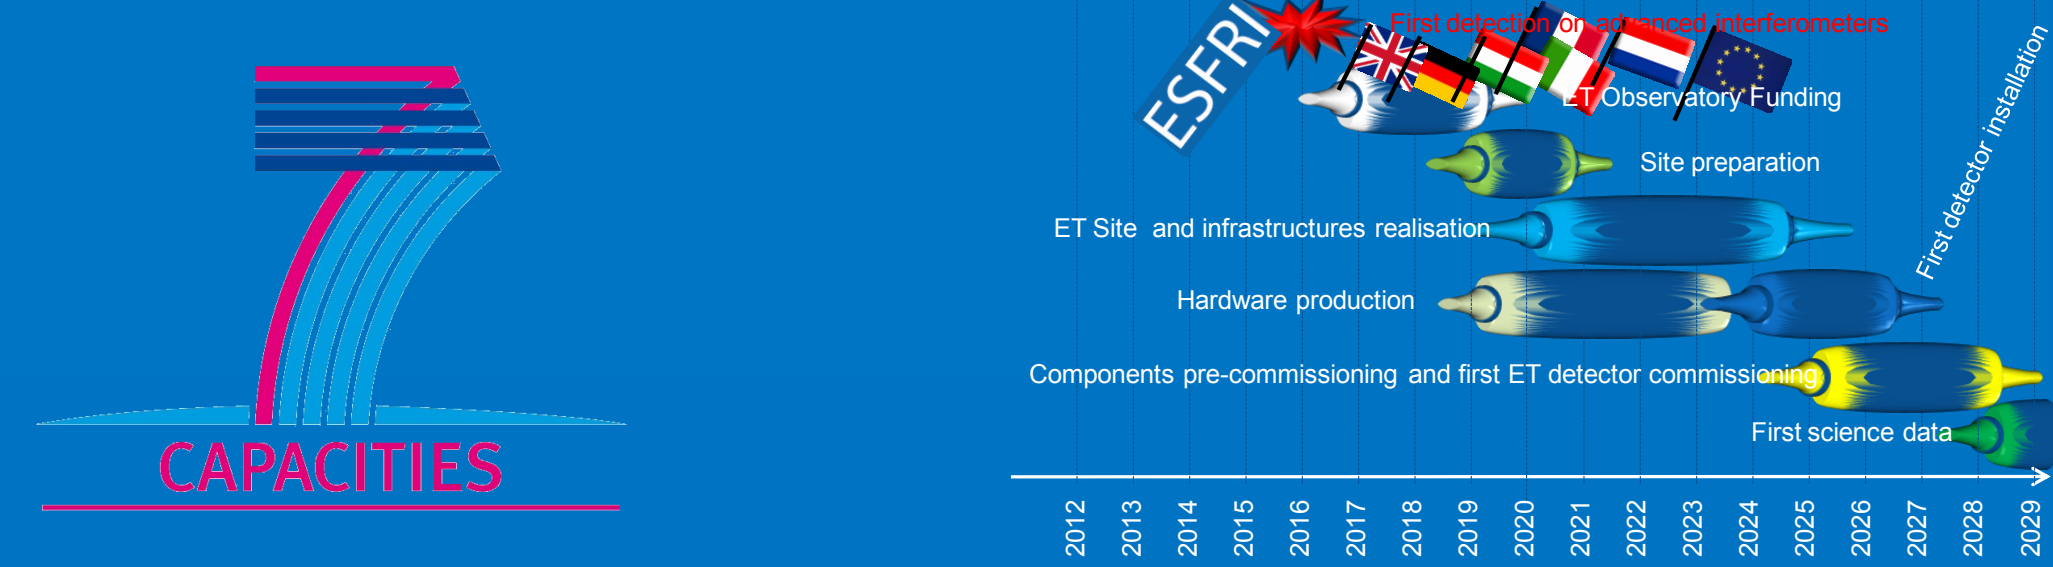 CAPACITIES
ESFRI
First detection on advanced interferometers
ET Observatory Funding
Site preparation
First detector installation
ET Site and infrastructures realisation
Hardware production
Components pre-commissioning and first ET detector commissioning
First science data
2012 2013 2014 2015 2016 2017 2018 2019 2020 2021 2022 2023 2024 2025 2026 2027 2028 2029